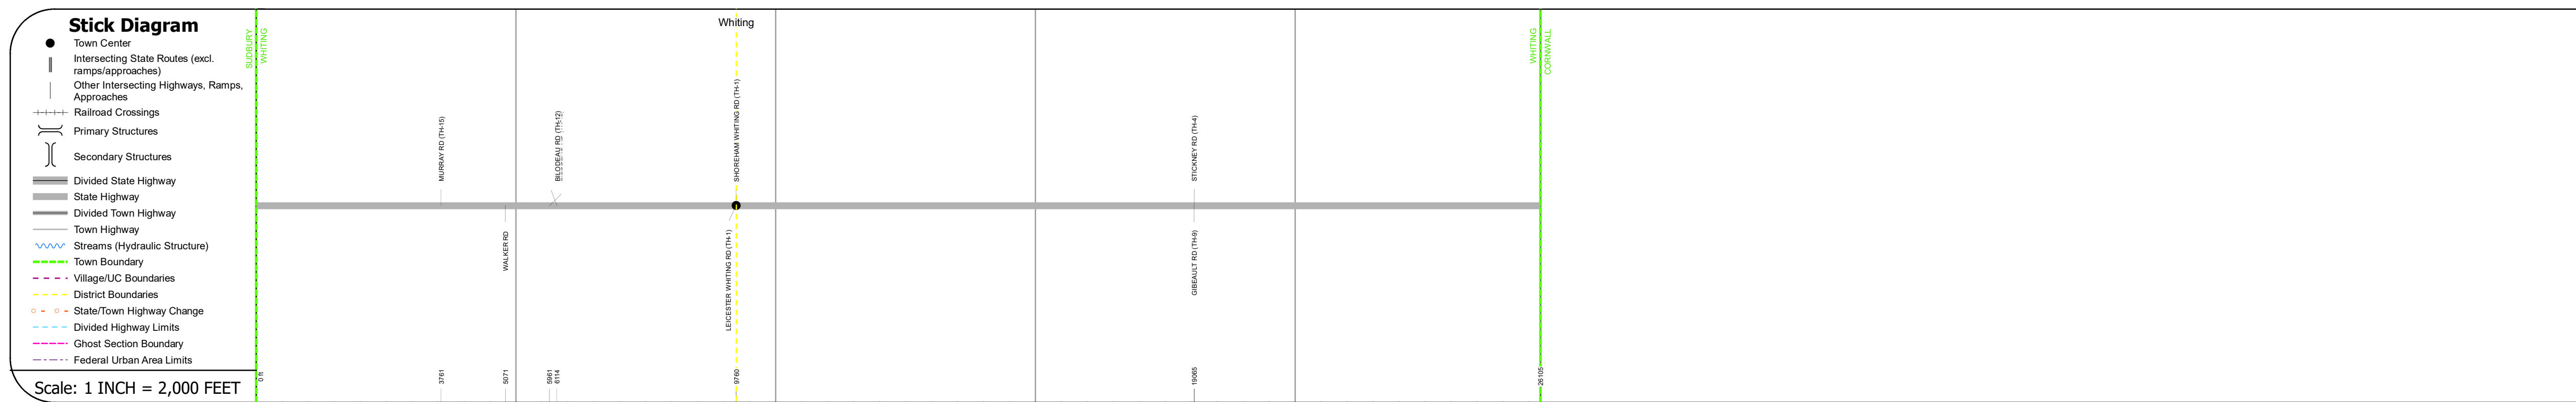 Stick Diagram
Town Center
Intersecting State Routes (excl.
ramps/approaches)
Other Intersecting Highways, Ramps,
Approaches
Railroad Crossings
Primary Structures
Secondary Structures
Divided State Highway
State Highway
Divided Town Highway
Town Highway
Streams (Hydraulic Structure)
Town Boundary
Village/UC Boundaries
District Boundaries
State/Town Highway Change
Divided Highway Limits
Ghost Section Boundary
Federal Urban Area Limits
Scale: 1 INCH = 2,000 FEET
SUDBURY
WHITING
Whiting
WHITING
CORNWALL
MURRAY RD (TH-15)
BILODEAU RD (TH-12)
SHOREHAM WHITING RD (TH-1)
STICKNEY RD (TH-4)
WALKER RD
LEICESTER WHITING RD (TH-1)
GIBEAULT RD (TH-9)
0 ft
3761
5071
5961
6114
9760
19065
26105